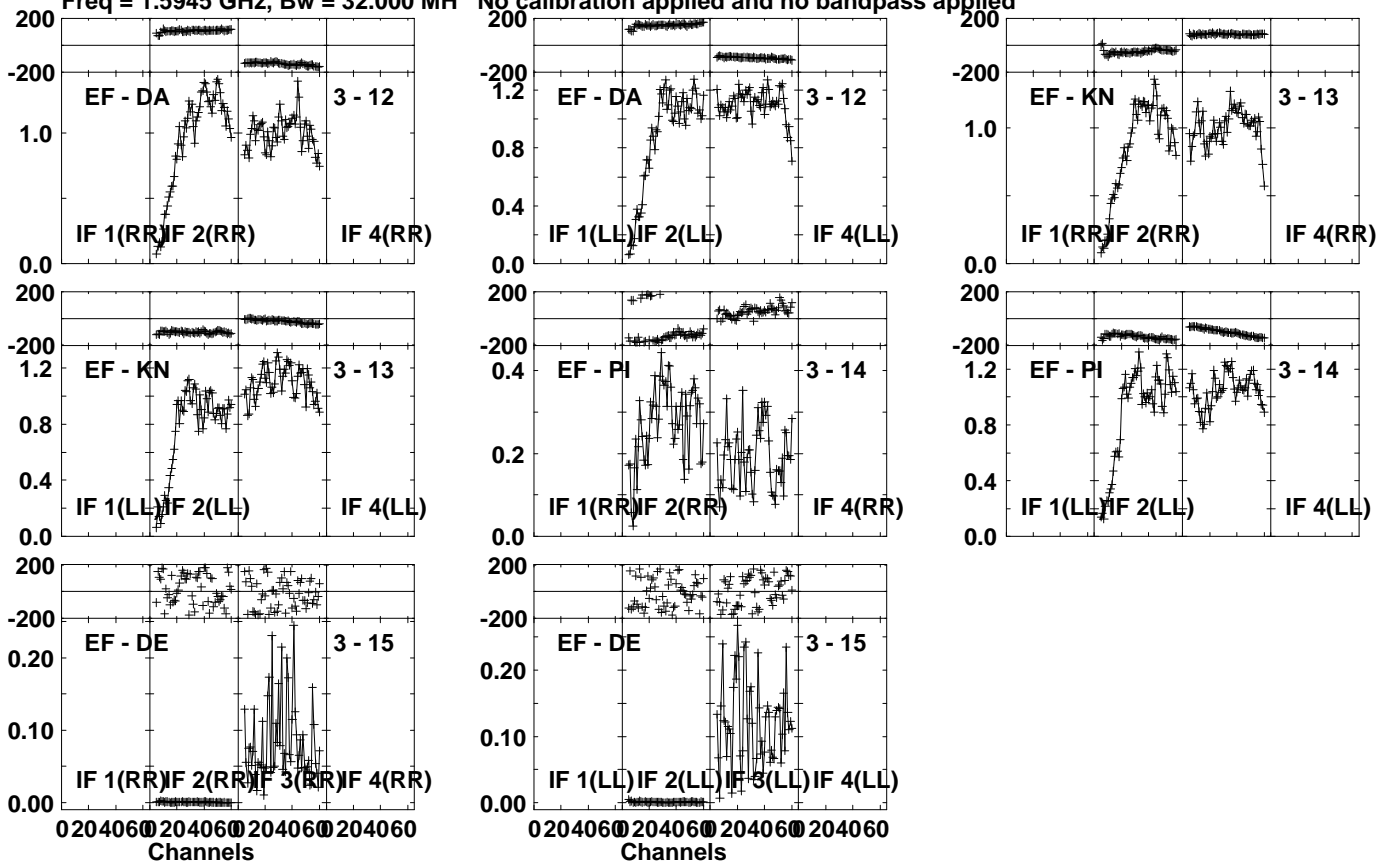 Freq = 1.5945 GHz, Bw = 32.000 MH No calibration applied and no bandpass applied
200
-200
EF - DA
3 - 12
1.0
0.0
IF 1(RR)
IF 2(RR)
IF 4(RR)
200
-200
EF - DA
3 - 12
1.2
0.8
0.4
0.0
IF 1(LL)
IF 2(LL)
IF 4(LL)
200
-200
EF - KN
3 - 13
1.0
0.0
IF 1(RR)
IF 2(RR)
IF 4(RR)
200
-200
EF - KN
3 - 13
1.2
0.8
0.4
0.0
IF 1(LL)
IF 2(LL)
IF 4(LL)
200
-200
EF - PI
3 - 14
0.4
0.2
0.0
IF 1(RR)
IF 2(RR)
IF 4(RR)
200
-200
EF - PI
3 - 14
1.2
0.8
0.4
0.0
IF 1(LL)
IF 2(LL)
IF 4(LL)
200
-200
EF - DE
3 - 15
0.20
0.10
0.00
IF 1(RR)
IF 2(RR)
IF 3(RR)
IF 4(RR)
0 20 40 60 0 20 40 60 0 20 40 60 0 20 40 60
Channels
200
-200
EF - DE
3 - 15
0.20
0.10
0.00
IF 1(LL)
IF 2(LL)
IF 3(LL)
IF 4(LL)
0 20 40 60 0 20 40 60 0 20 40 60 0 20 40 60
Channels